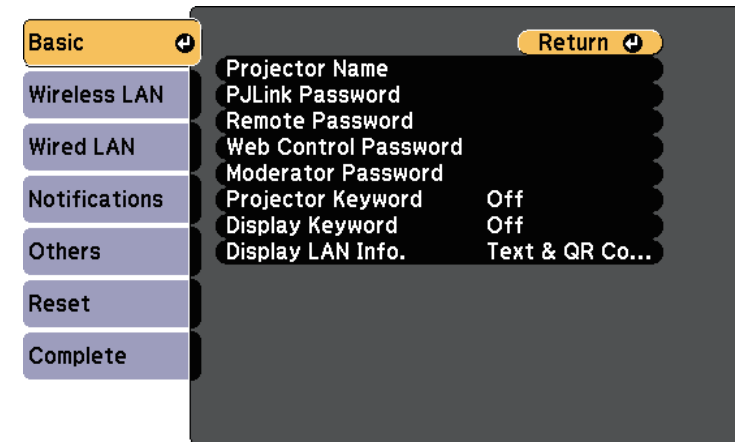 Basic
Wireless LAN
Wired LAN
Notifications
Others
Reset
Complete
Return
Projector Name
PJLink Password
Remote Password
Web Control Password
Moderator Password
Projector Keyword Off
Display Keyword Off
Display LAN Info. Text & QR Co...